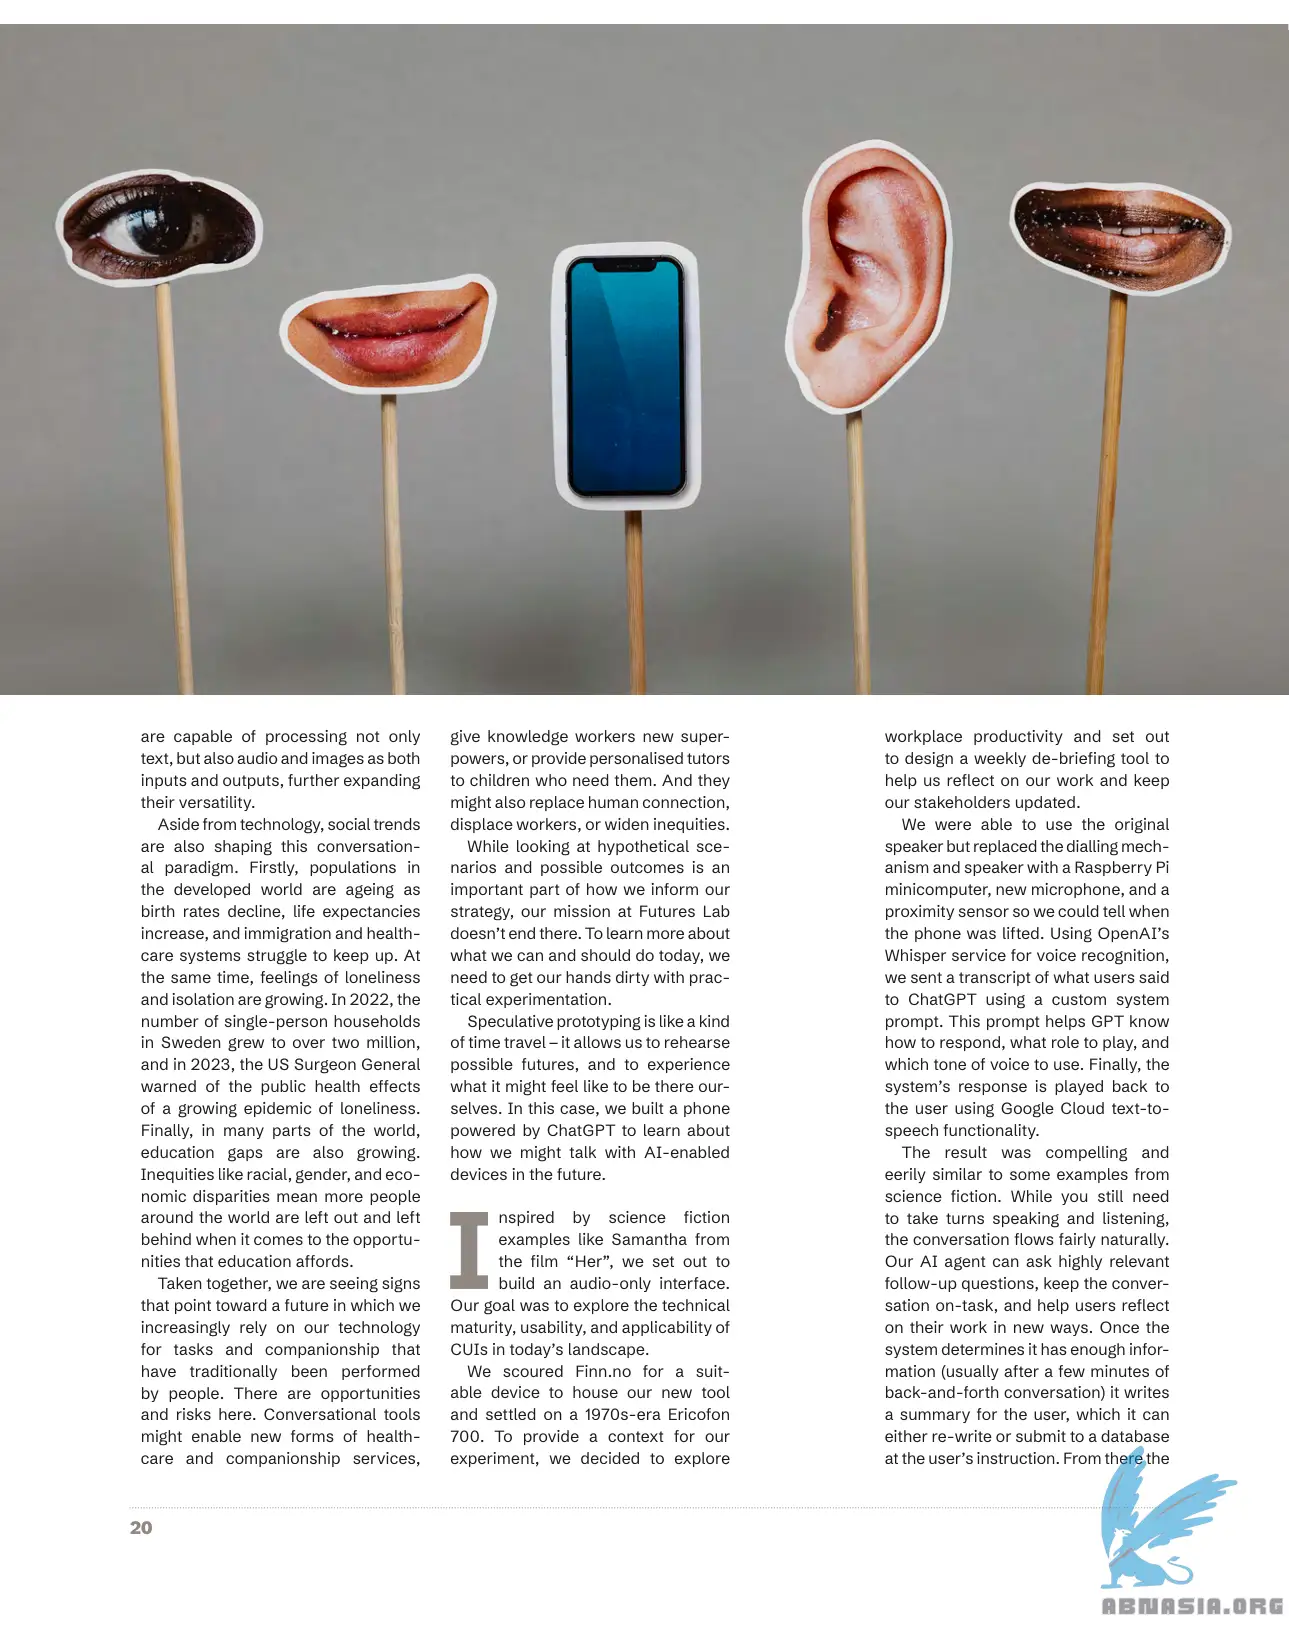 are capable of processing not only
text, but also audio and images as both
inputs and outputs, further expanding
their versatility.
Aside from technology, social trends
are also shaping this conversation-
al paradigm. Firstly, populations in
the developed world are ageing as
birth rates decline, life expectancies
increase, and immigration and health-
care systems struggle to keep up. At
the same time, feelings of loneliness
and isolation are growing. In 2022, the
number of single-person households
in Sweden grew to over two million,
and in 2023, the US Surgeon General
warned of the public health effects
of a growing epidemic of loneliness.
Finally, in many parts of the world,
education gaps are also growing.
Inequities like racial, gender, and eco-
nomic disparities mean more people
around the world are left out and left
behind when it comes to the opportu-
nities that education affords.
Taken together, we are seeing signs
that point toward a future in which we
increasingly rely on our technology
for tasks and companionship that
have traditionally been performed
by people. There are opportunities
and risks here. Conversational tools
might enable new forms of health-
care and companionship services,
give knowledge workers new super-
powers, or provide personalised tutors
to children who need them. And they
might also replace human connection,
displace workers, or widen inequities.
While looking at hypothetical sce-
narios and possible outcomes is an
important part of how we inform our
strategy, our mission at Futures Lab
doesn’t end there. To learn more about
what we can and should do today, we
need to get our hands dirty with prac-
tical experimentation.
Speculative prototyping is like a kind
of time travel – it allows us to rehearse
possible futures, and to experience
what it might feel like to be there our-
selves. In this case, we built a phone
powered by ChatGPT to learn about
how we might talk with AI-enabled
devices in the future.
Inspired by science fiction
examples like Samantha from
the film “Her”, we set out to
build an audio-only interface.
Our goal was to explore the technical
maturity, usability, and applicability of
CUIs in today’s landscape.
We scoured Finn.no for a suit-
able device to house our new tool
and settled on a 1970s-era Ericofon
700. To provide a context for our
experiment, we decided to explore
workplace productivity and set out
to design a weekly de-briefing tool to
help us reflect on our work and keep
our stakeholders updated.
We were able to use the original
speaker but replaced the dialling mech-
anism and speaker with a Raspberry Pi
minicomputer, new microphone, and a
proximity sensor so we could tell when
the phone was lifted. Using OpenAI’s
Whisper service for voice recognition,
we sent a transcript of what users said
to ChatGPT using a custom system
prompt. This prompt helps GPT know
how to respond, what role to play, and
which tone of voice to use. Finally, the
system’s response is played back to
the user using Google Cloud text-to-
speech functionality.
The result was compelling and
eerily similar to some examples from
science fiction. While you still need
to take turns speaking and listening,
the conversation flows fairly naturally.
Our AI agent can ask highly relevant
follow-up questions, keep the conver-
sation on-task, and help users reflect
on their work in new ways. Once the
system determines it has enough infor-
mation (usually after a few minutes of
back-and-forth conversation) it writes
a summary for the user, which it can
either re-write or submit to a database
at the user’s instruction. From there the
20
ABNASIA.ORG